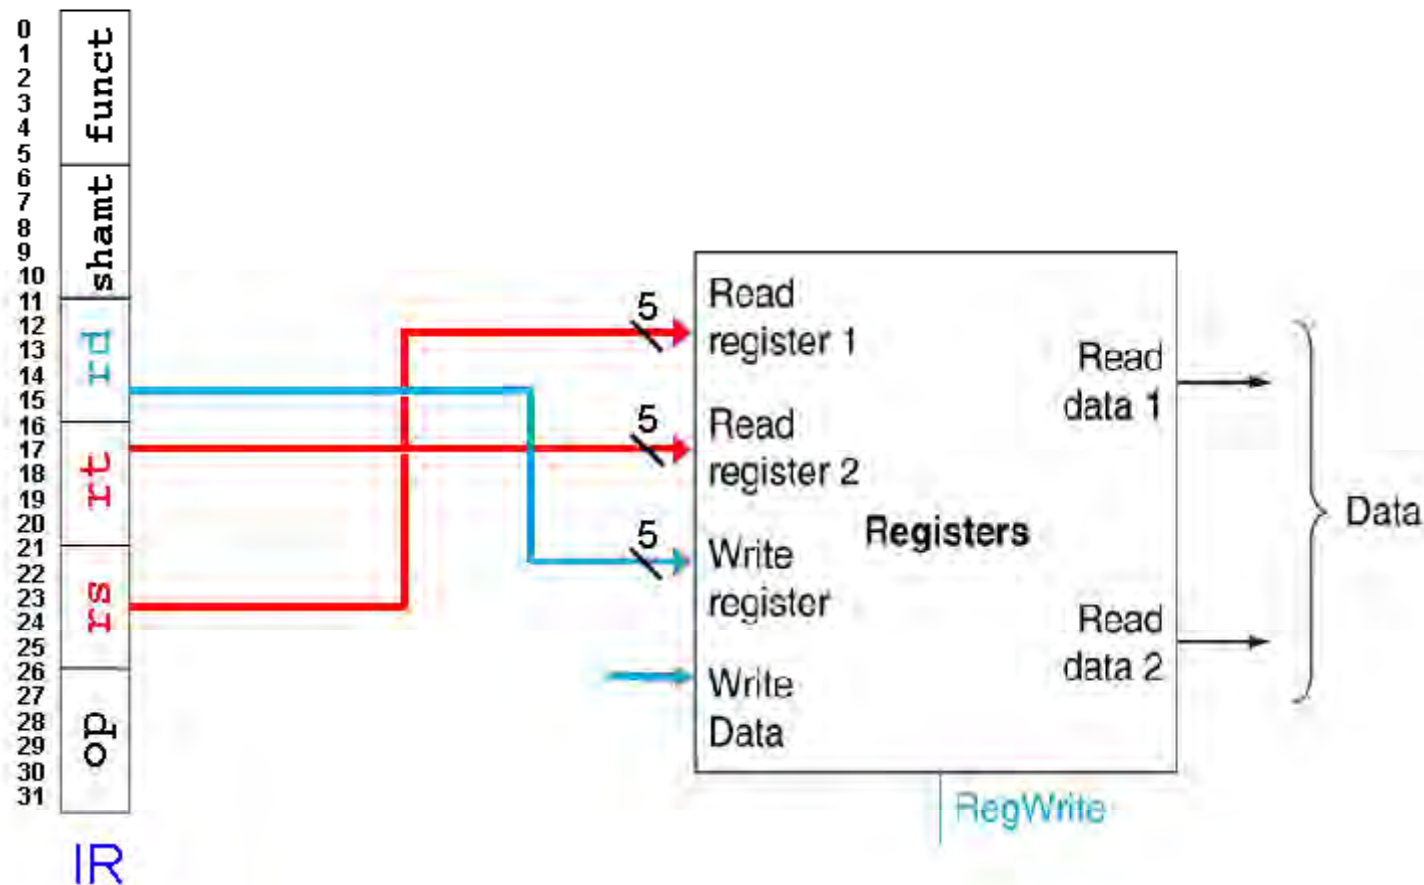 0
1
2
3
4
5
6
7
8
9
10
11
12
13
14
15
16
17
18
19
20
21
22
23
24
25
26
27
28
29
30
31
funct
shamt
rd
rt
rs
op
IR
5
5
5
Read
register 1
Read
register 2
Write
register
Write
Data
Registers
Read
data 1
Read
data 2
Data
RegWrite